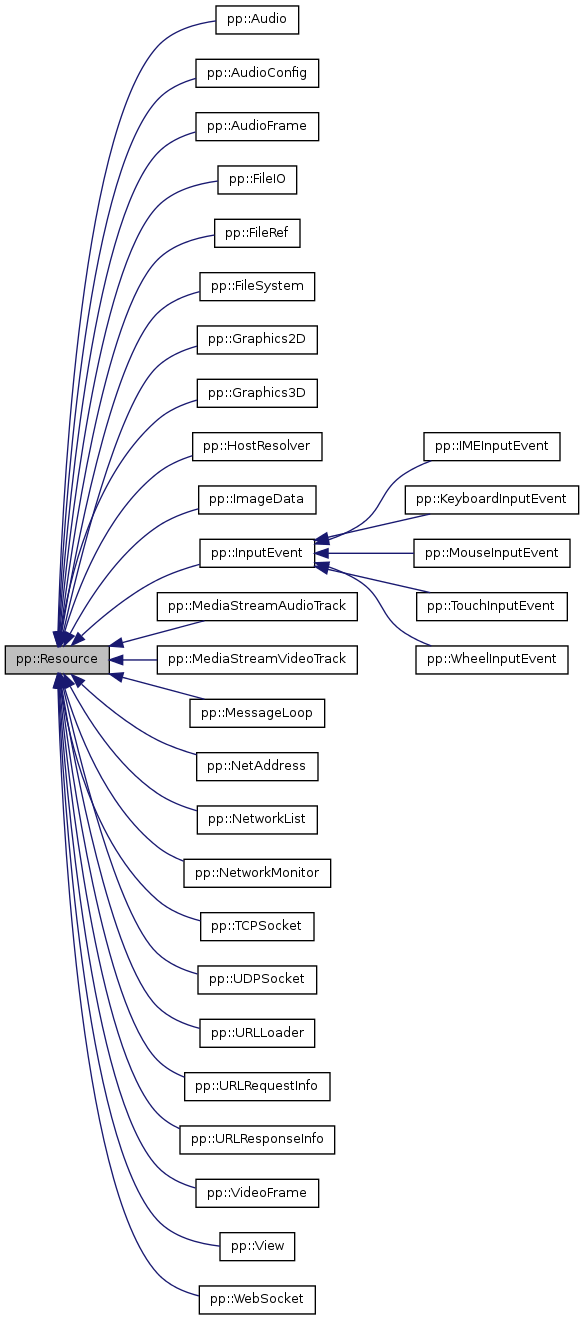 pp::Audio
pp::AudioConfig
pp::AudioFrame
pp::FileIO
pp::FileRef
pp::FileSystem
pp::Graphics2D
pp::Graphics3D
pp::HostResolver
pp::IMEInputEvent
pp::ImageData
pp::KeyboardInputEvent
pp::InputEvent
pp::MouseInputEvent
pp::MediaStreamAudioTrack
pp::TouchInputEvent
pp::Resource
pp::MediaStreamVideoTrack
pp::WheelInputEvent
pp::MessageLoop
pp::NetAddress
pp::NetworkList
pp::NetworkMonitor
pp::TCPSocket
pp::UDPSocket
pp::URLLoader
pp::URLRequestInfo
pp::URLResponseInfo
pp::VideoFrame
pp::View
pp::WebSocket